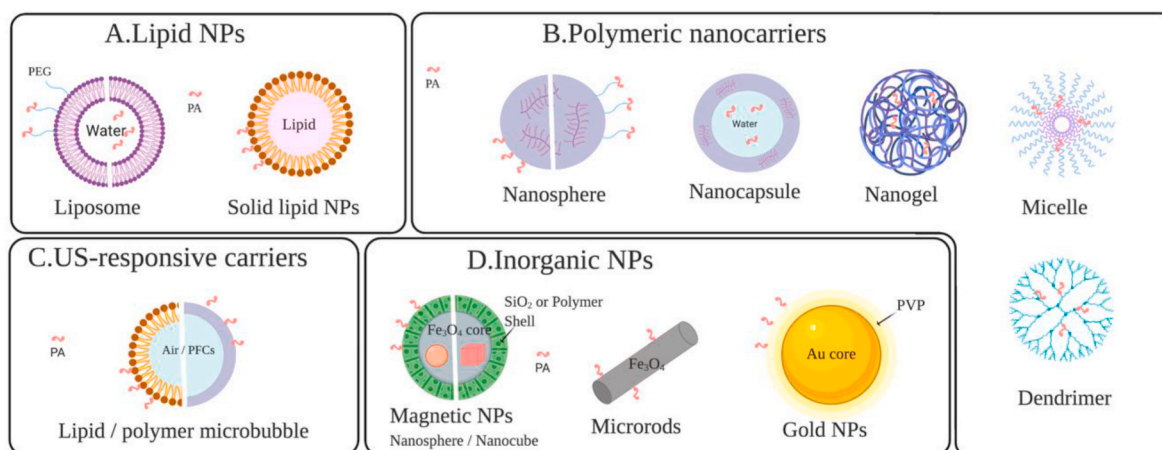 A.Lipid NPs
PEG
PA
Water
Lipid
Liposome
Solid lipid NPs
B.Polymeric nanocarriers
PA
Water
Nanosphere
Nanocapsule
Nanogel
Micelle
Dendrimer
C.US-responsive carriers
PA
Air / PFCs
Lipid / polymer microbubble
D.Inorganic NPs
SiO₂ or Polymer
Shell
Fe₃O₄ core
PA
Magnetic NPs
Nanosphere / Nanocube
Fe₃O₄
Microrods
PVP
Au core
Gold NPs